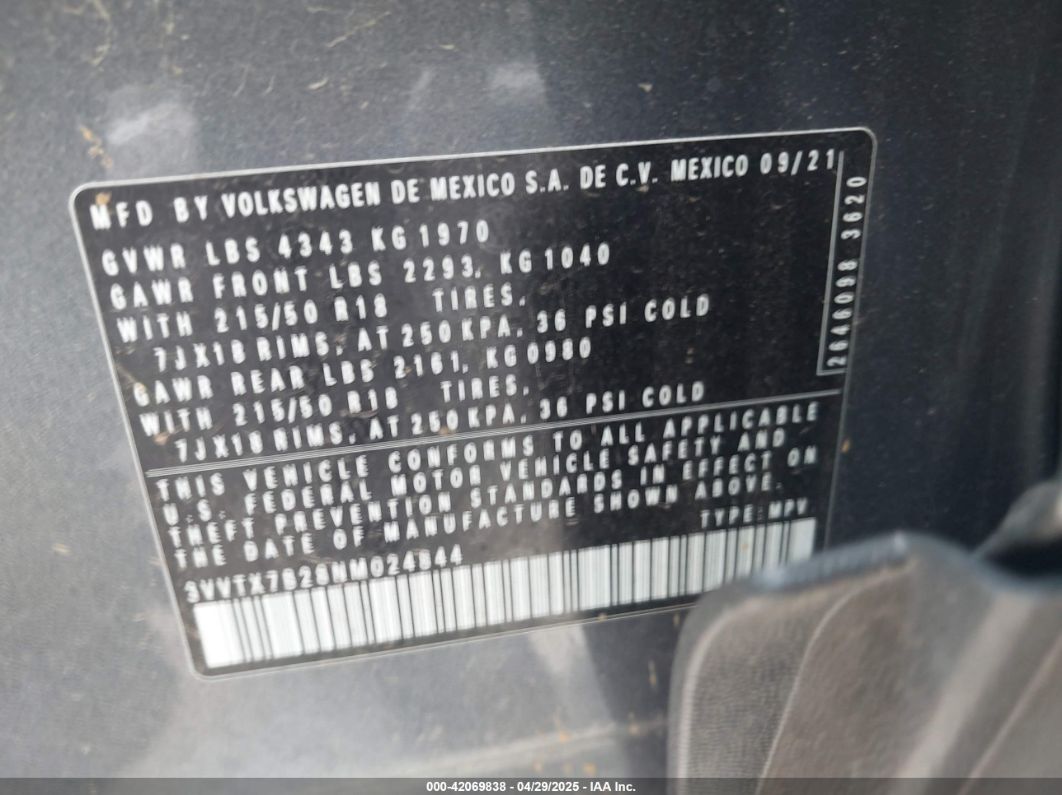 MFD BY VOLKSWAGEN DE MEXICO S.A. DE C.V. MEXICO 09/21
GVWR LBS 4343 KG 1970
GAWR FRONT LBS 2293, KG 1040
WITH 215/50 R18 TIRES,
7JX18 RIMS, AT 250 KPA, 36 PSI COLD
GAWR REAR LBS 2161, KG 0980
WITH 215/50 R18 TIRES,
7JX18 RIMS, AT 250 KPA, 36 PSI COLD
THIS VEHICLE CONFORMS TO ALL APPLICABLE
U.S. FEDERAL MOTOR VEHICLE SAFETY AND
THEFT PREVENTION STANDARDS IN EFFECT ON
THE DATE OF MANUFACTURE SHOWN ABOVE.
TYPE: MPV
2646098 3620
000-42069838 - 04/29/2025 - IAA Inc.